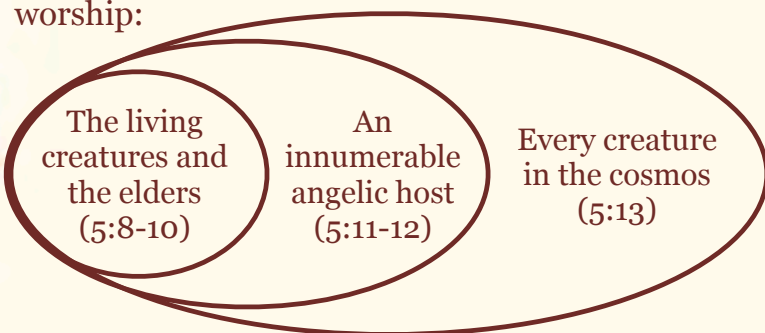 worship:
The living
creatures and
the elders
(5:8-10)
An
innumerable
angelic host
(5:11-12)
Every creature
in the cosmos
(5:13)